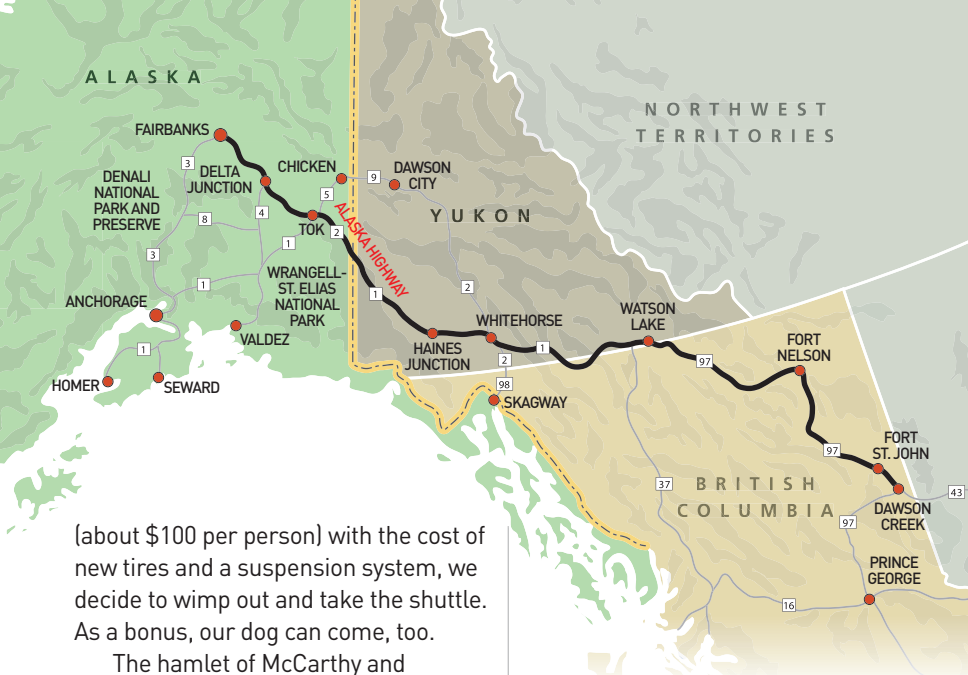 ALASKA
NORTHWEST
TERRITORIES
FAIRBANKS
3
DENALI
NATIONAL
PARK AND
PRESERVE
DELTA
JUNCTION
CHICKEN
9
DAWSON
CITY
5
4
8
TOK
2
ALASKA HIGHWAY
YUKON
1
3
1
WRANGELL-
ST. ELIAS
NATIONAL
PARK
1
2
ANCHORAGE
VALDEZ
WHITEHORSE
WATSON
LAKE
HAINES
JUNCTION
1
2
1
97
FORT
NELSON
HOMER
SEWARD
98
SKAGWAY
97
FORT
ST. JOHN
37
BRITISH
COLUMBIA
43
DAWSON
CREEK
97
PRINCE
GEORGE
16
(about $100 per person) with the cost of
new tires and a suspension system, we
decide to wimp out and take the shuttle.
As a bonus, our dog can come, too.
The hamlet of McCarthy and